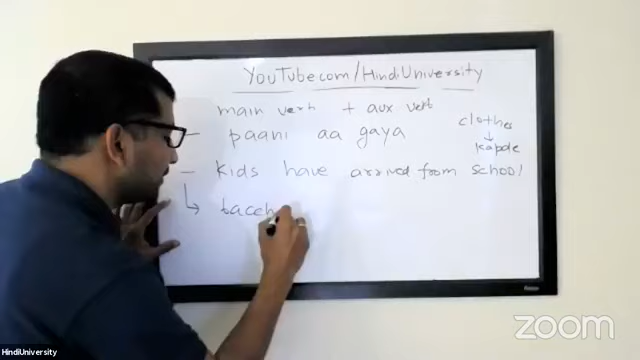 YouTube.com/HindiUniversity
main verb + aux verb
clothes
↓
kapde
- paani aa gaya
- Kids have arrived from school
↳ bacch
HindiUniversity
zoom